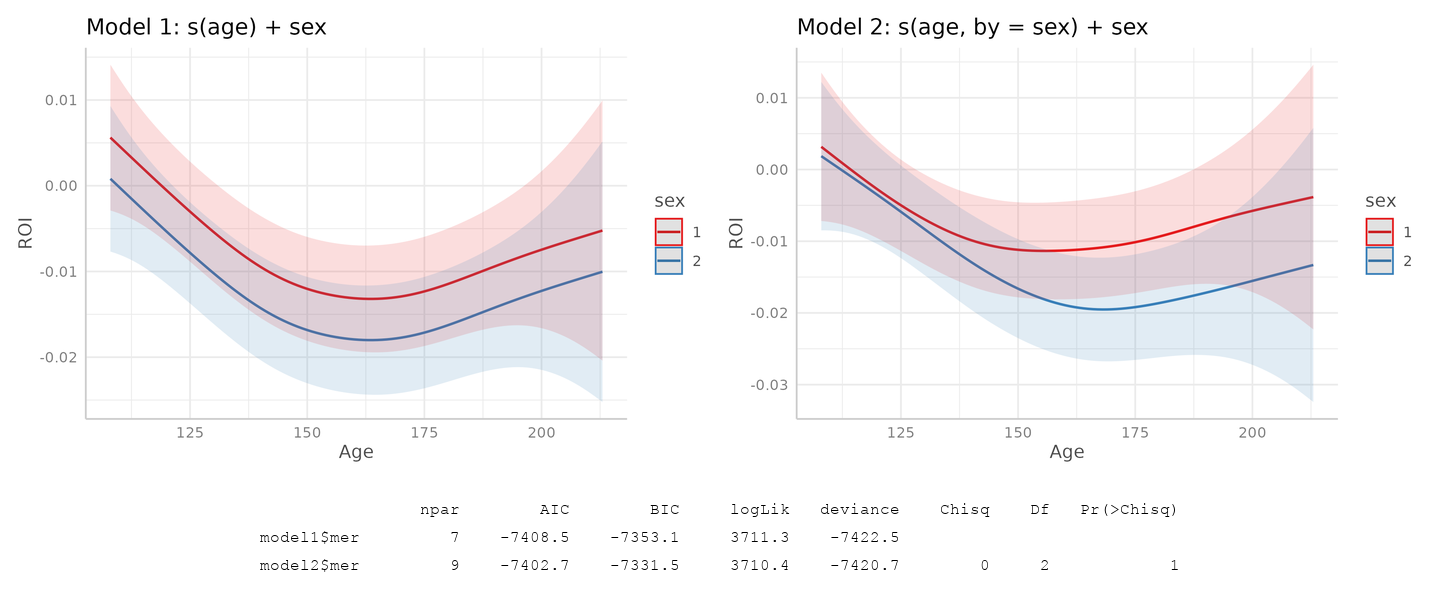 Model 1: s(age) + sex
0.01
0.00
-0.01
-0.02
ROI
125 150 175 200
Age
sex
1
2
Model 2: s(age, by = sex) + sex
0.01
0.00
-0.01
-0.02
-0.03
ROI
125 150 175 200
Age
sex
1
2
npar AIC BIC logLik deviance Chisq Df Pr(>Chisq)
model1$mer 7 -7408.5 -7353.1 3711.3 -7422.5
model2$mer 9 -7402.7 -7331.5 3710.4 -7420.7 0 2 1